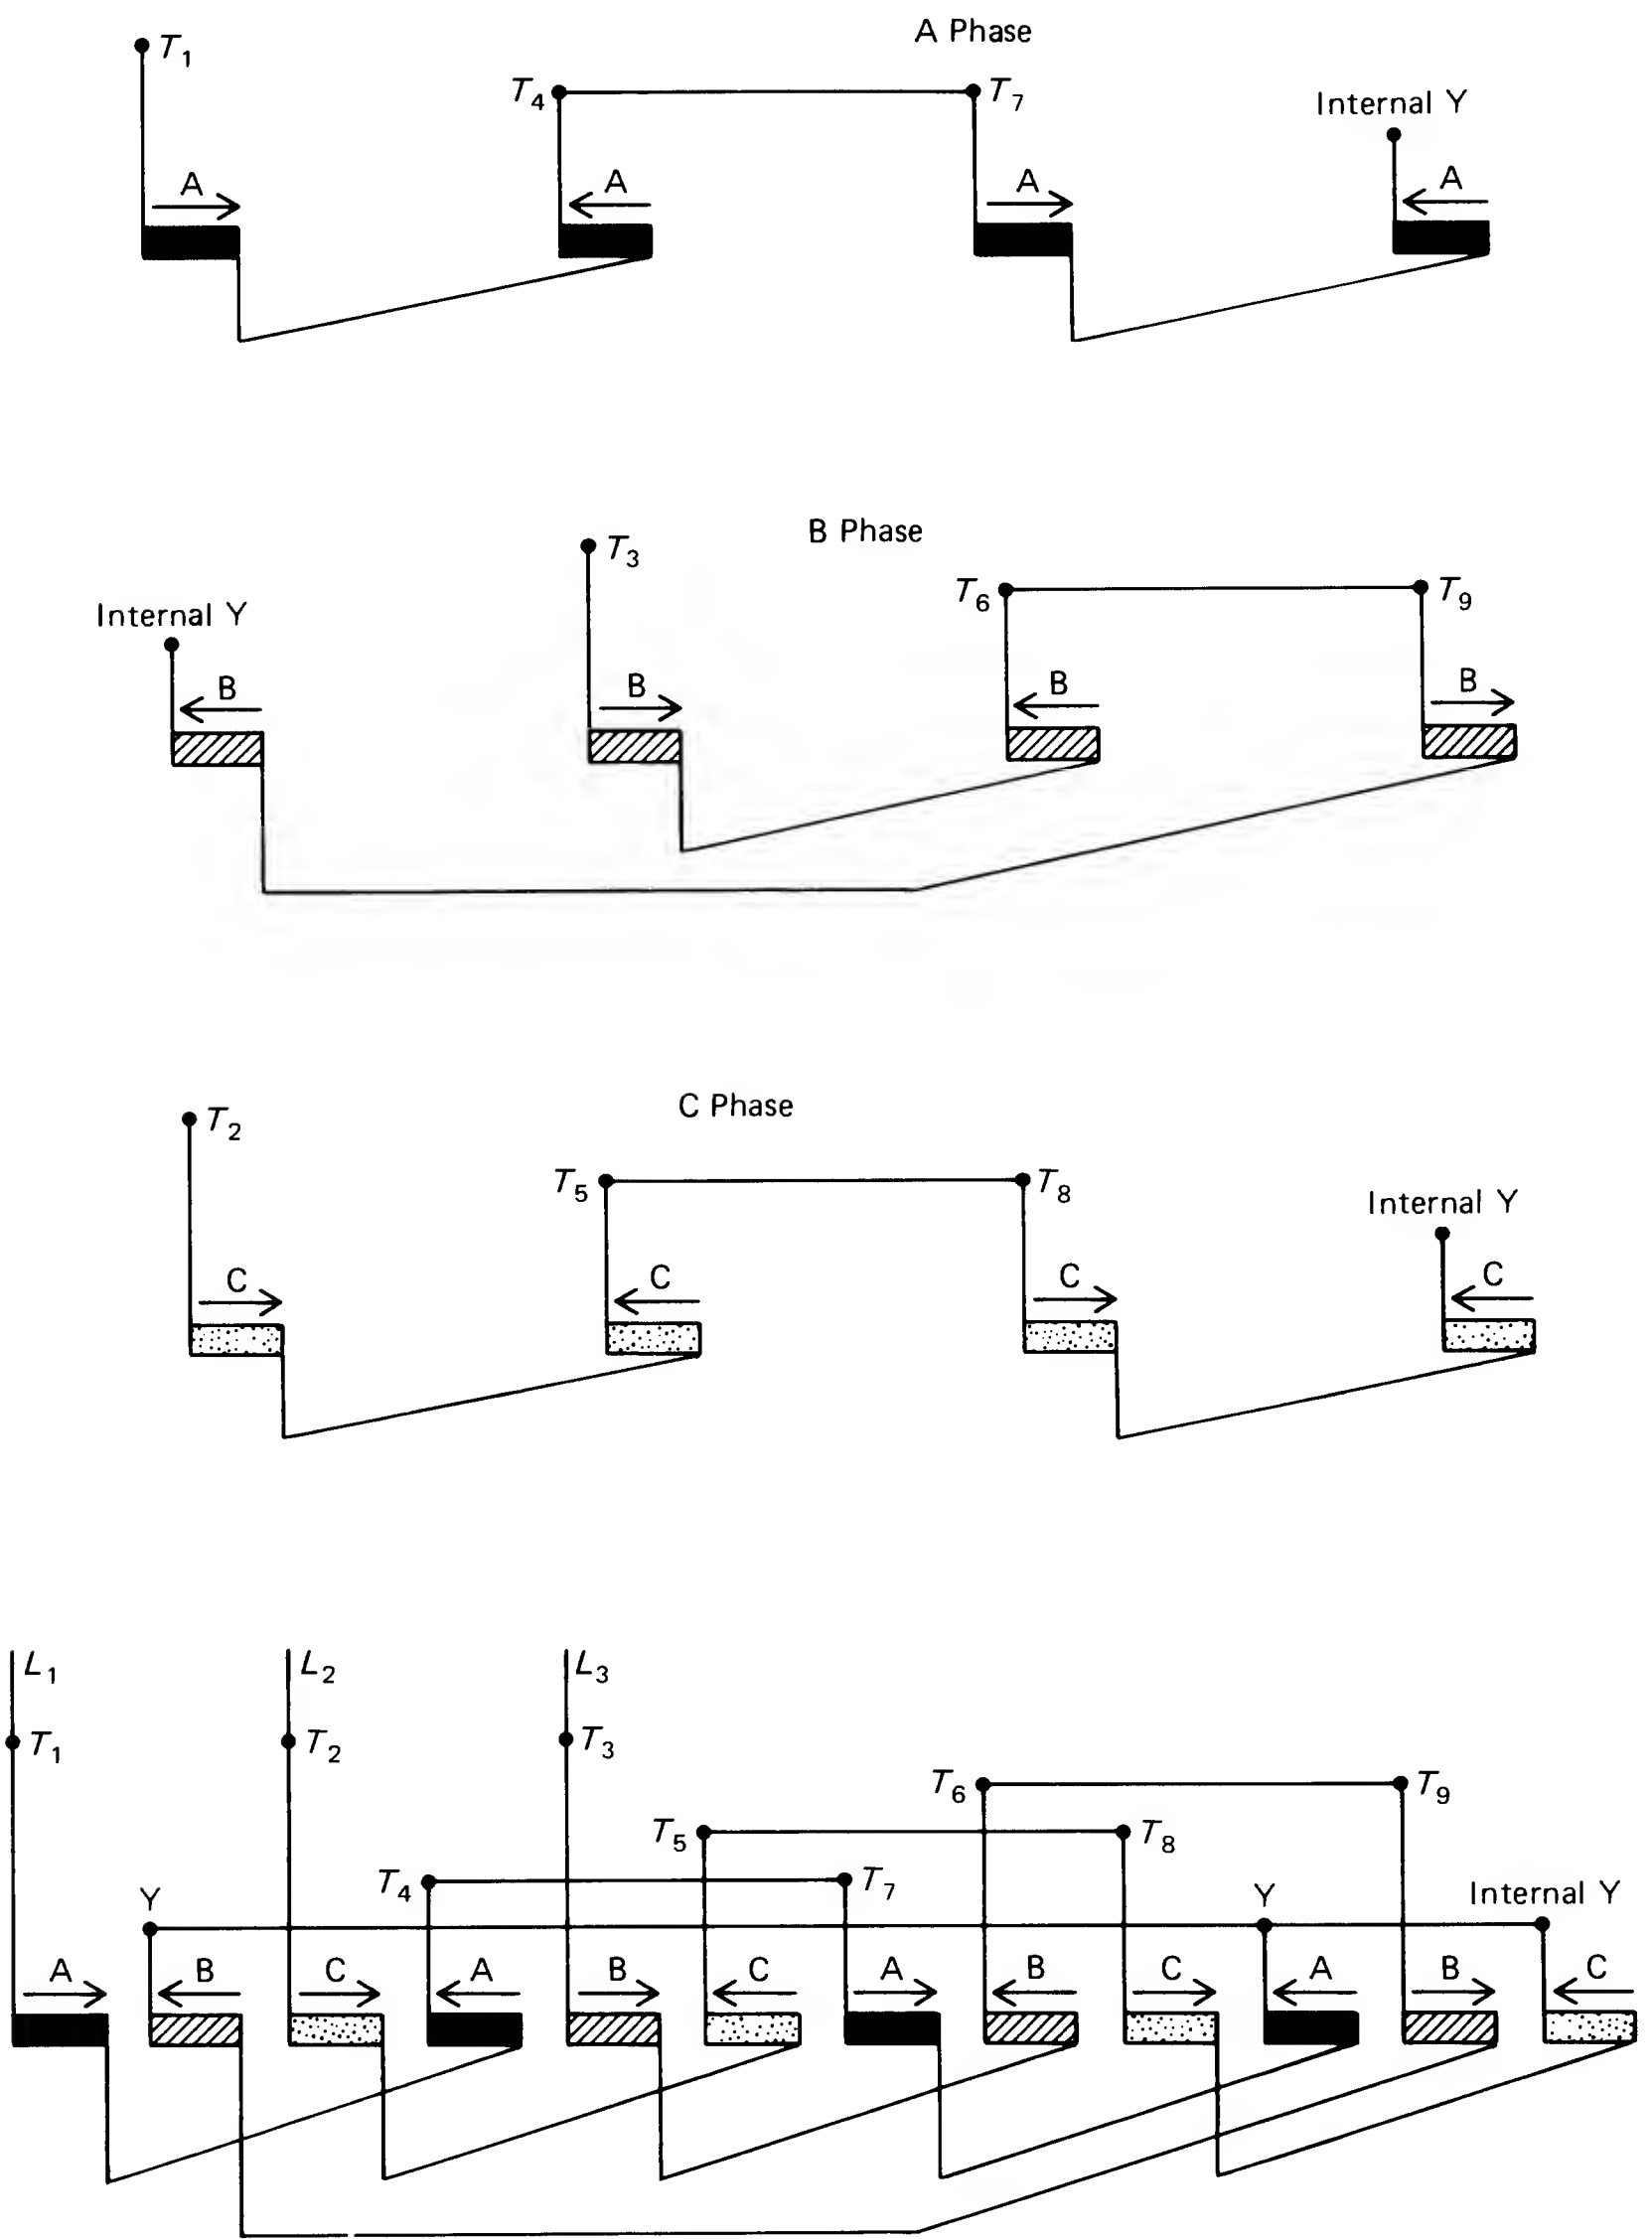 A Phase
T1
T4 T7
Internal Y
A A A A
B Phase
T3
T6 T9
Internal Y
B B B B
C Phase
T2
T5 T8
Internal Y
C C C C
L1 L2 L3
T1 T2 T3
T6 T9
T5 T8
T4 T7
Y Y Internal Y
A B C A B C A B C A B C